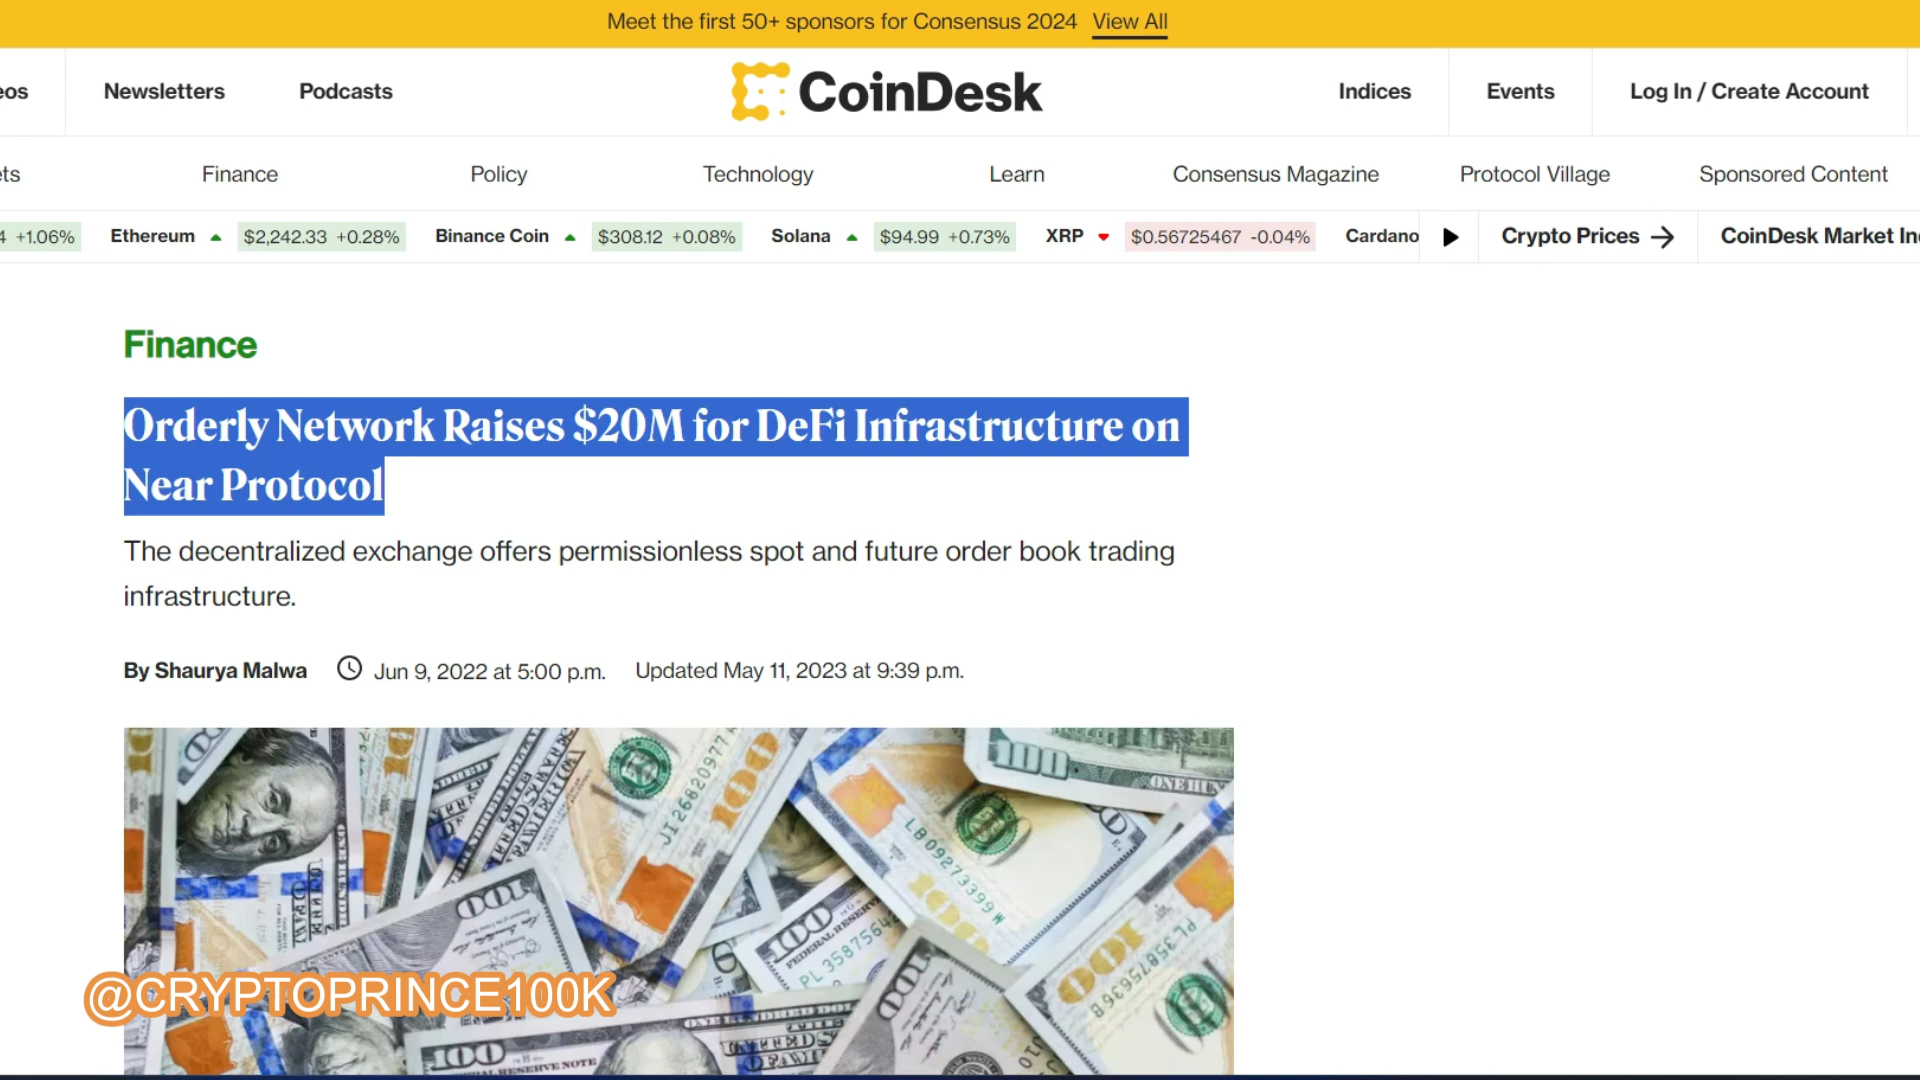 Meet the first 50+ sponsors for Consensus 2024 View All
eos Newsletters Podcasts CoinDesk Indices Events Log In / Create Account
ets Finance Policy Technology Learn Consensus Magazine Protocol Village Sponsored Content
4 +1.06% Ethereum $2,242.33 +0.28% Binance Coin $308.12 +0.08% Solana $94.99 +0.73% XRP $0.56725467 -0.04% Cardano Crypto Prices CoinDesk Market In
Finance
Orderly Network Raises $20M for DeFi Infrastructure on
Near Protocol
The decentralized exchange offers permissionless spot and future order book trading
infrastructure.
By Shaurya Malwa Jun 9, 2022 at 5:00 p.m. Updated May 11, 2023 at 9:39 p.m.
@CRYPTOPRINCE100K